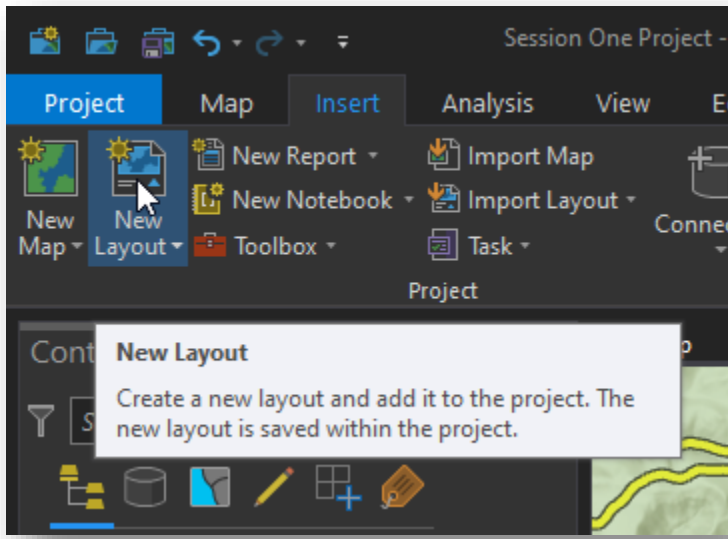 Session One Project -
Project Map Insert Analysis View E
New Map
New Layout
New Report
New Notebook
Toolbox
Import Map
Import Layout
Task
Connec
Project
Cont
New Layout
Create a new layout and add it to the project. The
new layout is saved within the project.
p
S